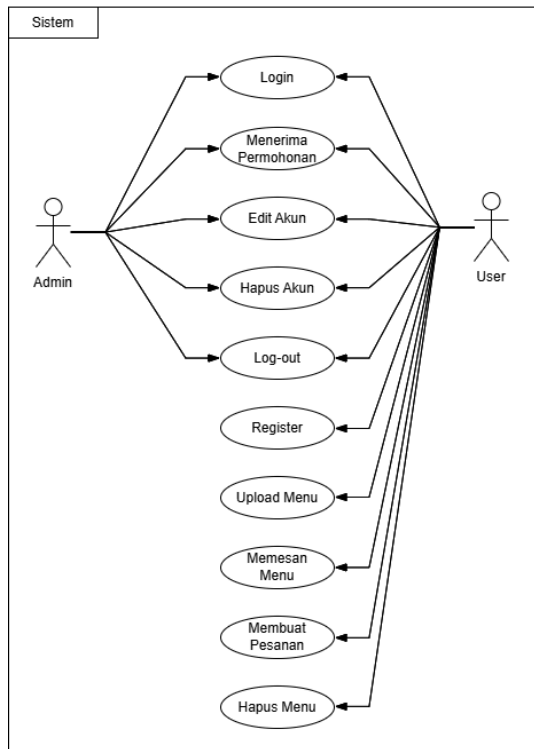 Sistem
Login
Menerima
Permohonan
Edit Akun
Admin
User
Hapus Akun
Log-out
Register
Upload Menu
Memesan
Menu
Membuat
Pesanan
Hapus Menu